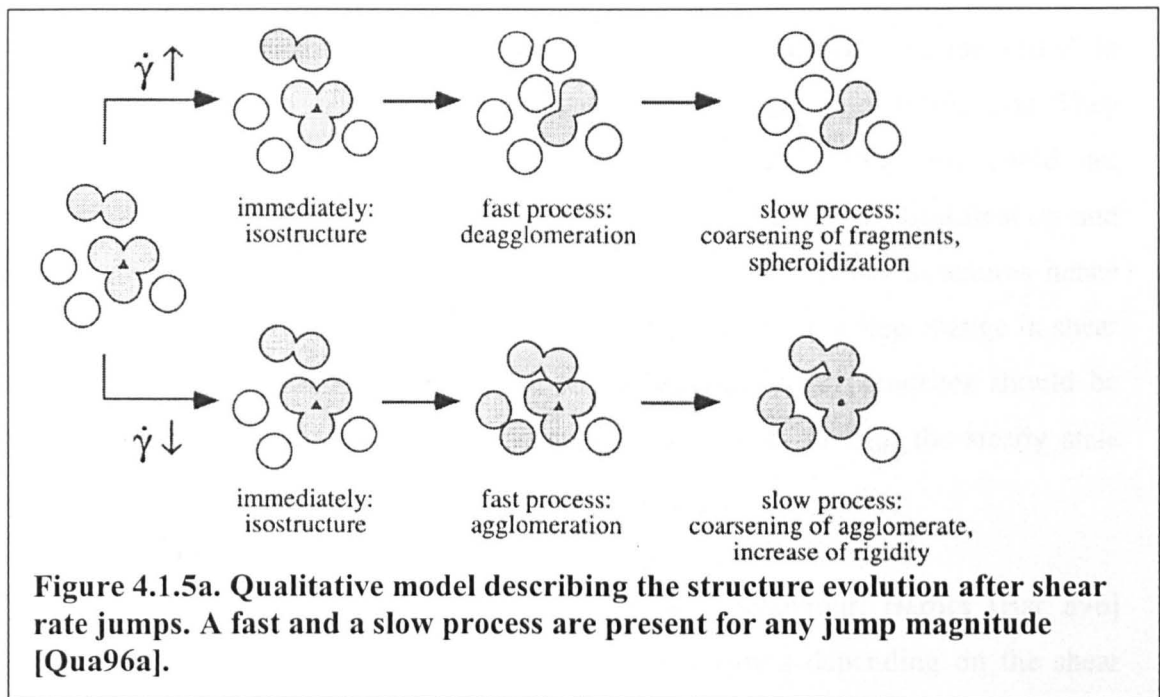 γ̇ ↑
immediately:
isostructure
fast process:
deagglomeration
slow process:
coarsening of fragments,
spheroidization
γ̇ ↓
immediately:
isostructure
fast process:
agglomeration
slow process:
coarsening of agglomerate,
increase of rigidity
Figure 4.1.5a. Qualitative model describing the structure evolution after shear
rate jumps. A fast and a slow process are present for any jump magnitude
[Qua96a].